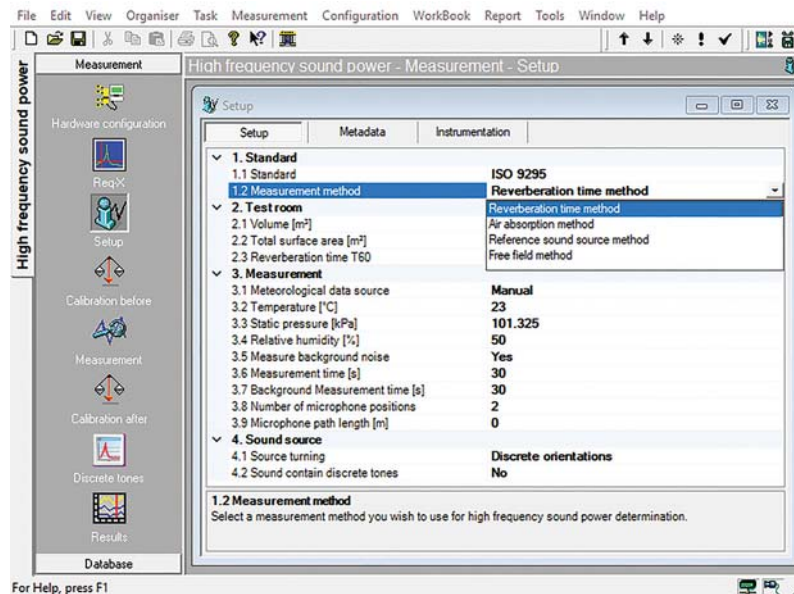 File Edit View Organiser Task Measurement Configuration WorkBook Report Tools Window Help
High frequency sound power
Measurement
Hardware configuration
Req-X
Setup
Calibration before
Measurement
Calibration after
Discrete tones
Results
Database
High frequency sound power - Measurement - Setup
Setup
Setup Metadata Instrumentation
1. Standard
1.1 Standard ISO 9295
1.2 Measurement method Reverberation time method
Reverberation time method
Air absorption method
Reference sound source method
Free field method
2. Test room
2.1 Volume [m³]
2.2 Total surface area [m²]
2.3 Reverberation time T60
3. Measurement
3.1 Meteorological data source Manual
3.2 Temperature [°C] 23
3.3 Static pressure [kPa] 101.325
3.4 Relative humidity [%] 50
3.5 Measure background noise Yes
3.6 Measurement time [s] 30
3.7 Background Measurement time [s] 30
3.8 Number of microphone positions 2
3.9 Microphone path length [m] 0
4. Sound source
4.1 Source turning Discrete orientations
4.2 Sound contain discrete tones No
1.2 Measurement method
Select a measurement method you wish to use for high frequency sound power determination.
For Help, press F1